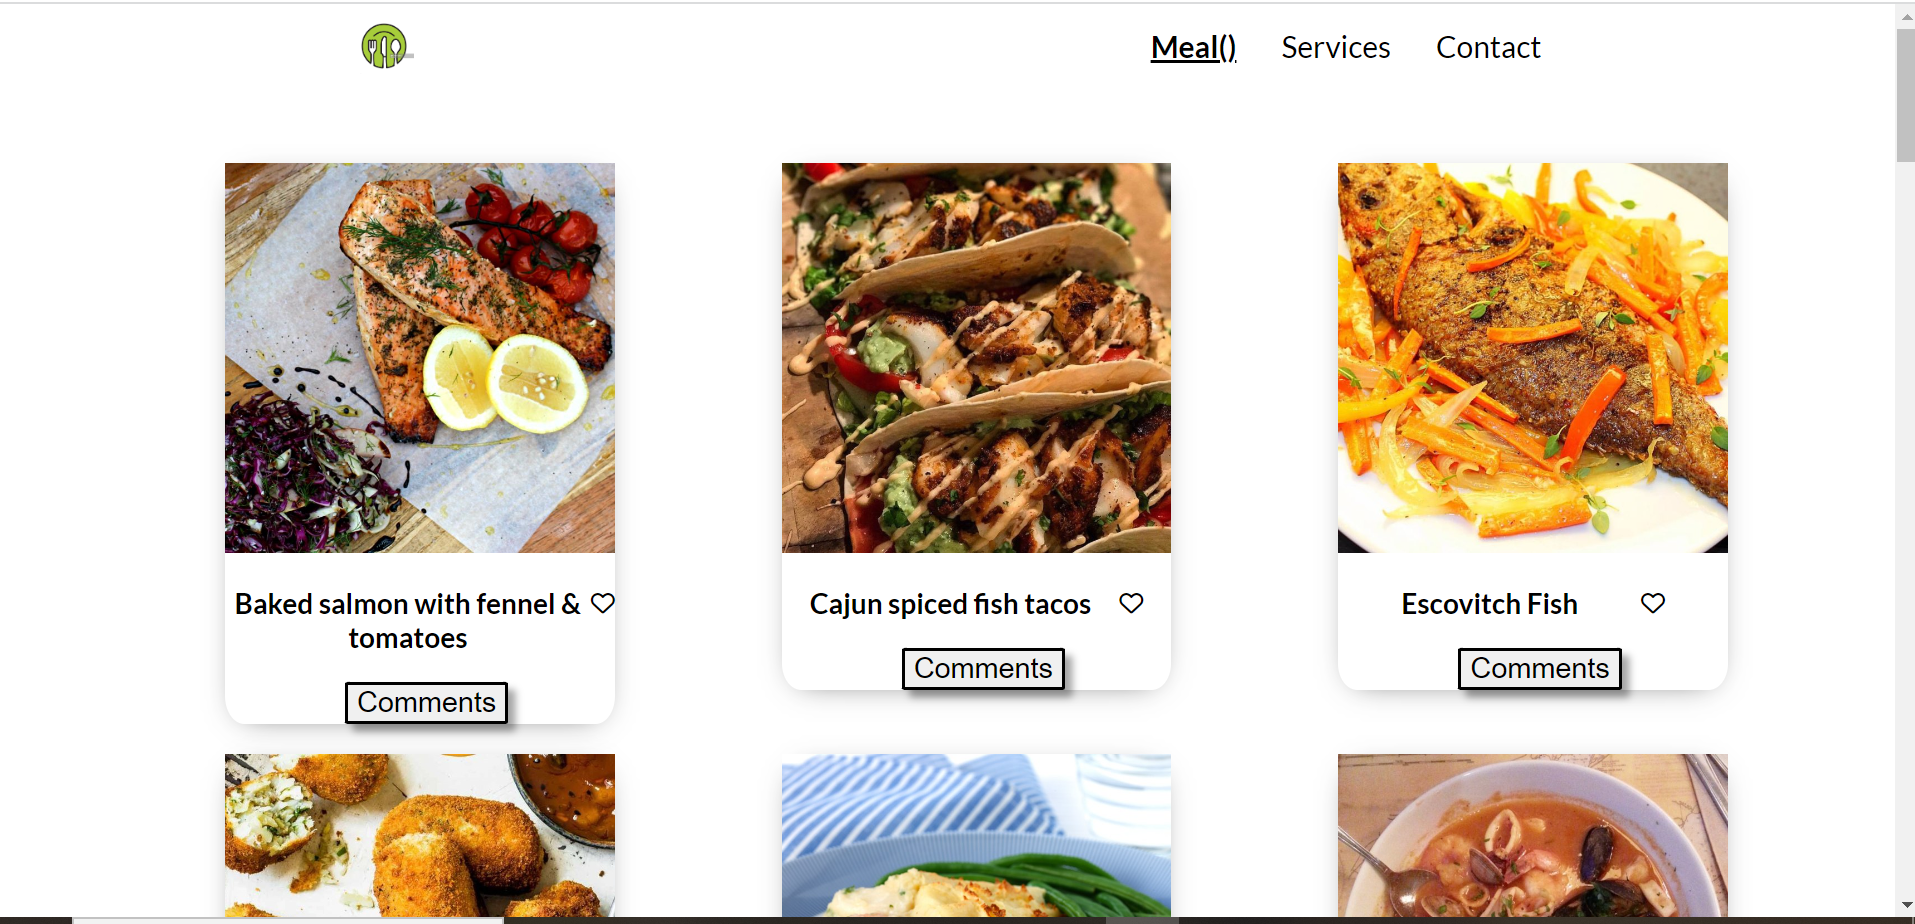 Meal() Services Contact
Baked salmon with fennel &
tomatoes
Comments
Cajun spiced fish tacos
Comments
Escovitch Fish
Comments